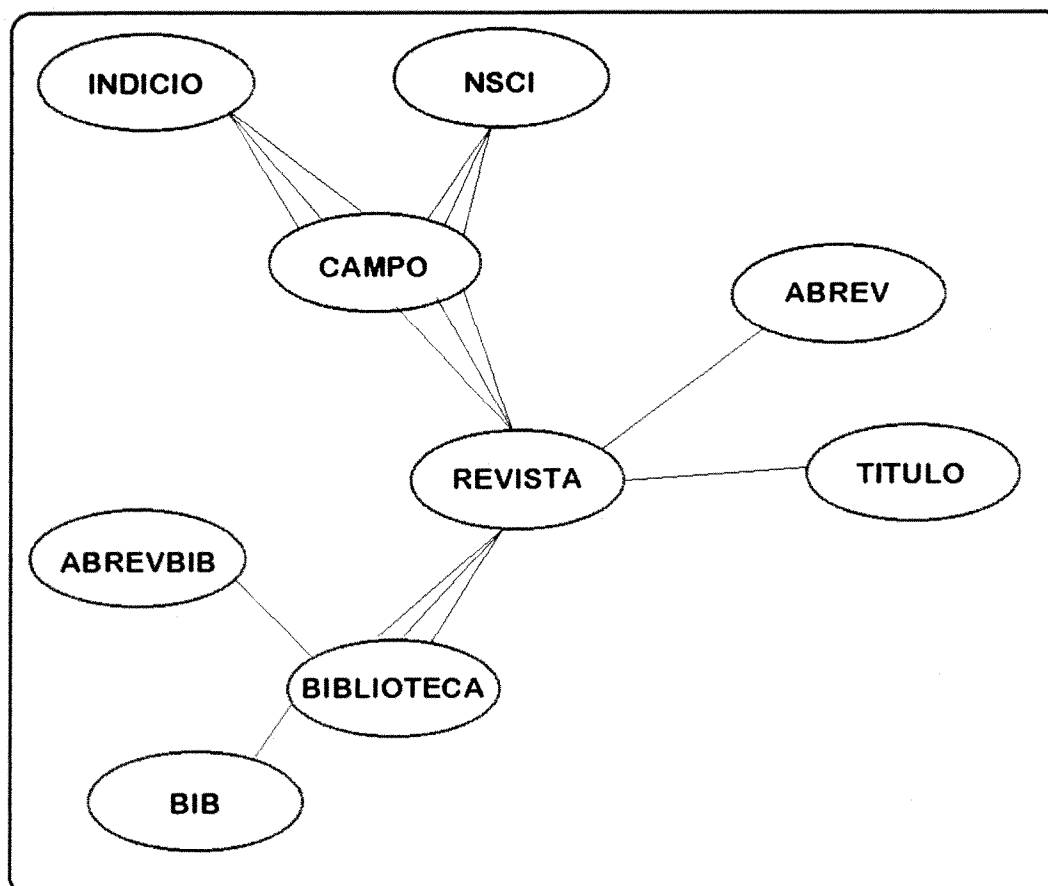 INDICIO
NSCI
CAMPO
ABREV
REVISTA
TITULO
ABREVBIB
BIBLIOTECA
BIB